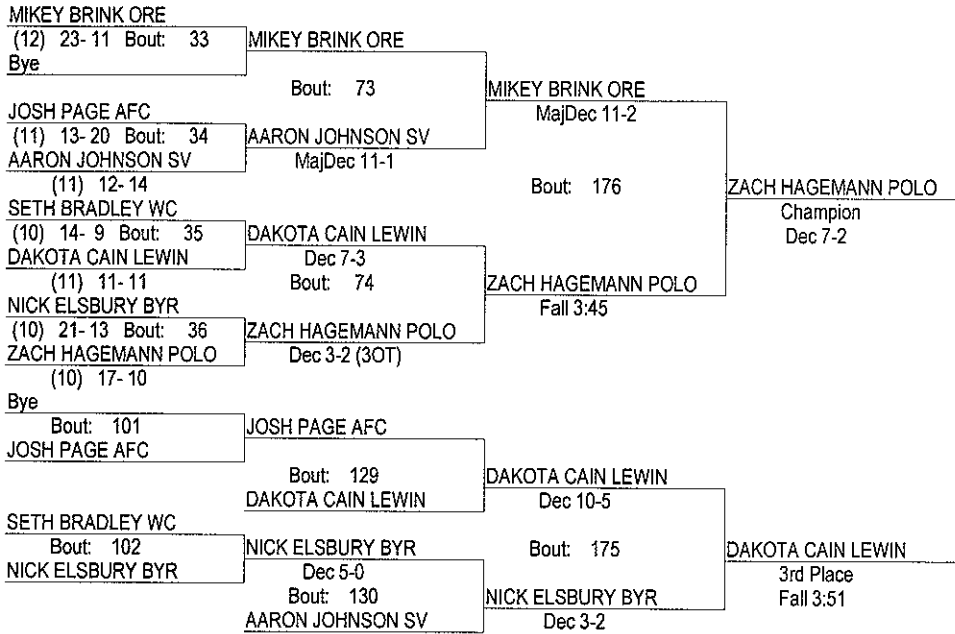 MIKEY BRINK ORE
(12) 23- 11 Bout: 33
Bye
JOSH PAGE AFC
(11) 13- 20 Bout: 34
AARON JOHNSON SV
(11) 12- 14
SETH BRADLEY WC
(10) 14- 9 Bout: 35
DAKOTA CAIN LEWIN
(11) 11- 11
NICK ELSBURY BYR
(10) 21- 13 Bout: 36
ZACH HAGEMANN POLO
(10) 17- 10
MIKEY BRINK ORE
Bout: 73
AARON JOHNSON SV
MajDec 11-1
DAKOTA CAIN LEWIN
Dec 7-3
Bout: 74
ZACH HAGEMANN POLO
Dec 3-2 (3OT)
MIKEY BRINK ORE
MajDec 11-2
Bout: 176
ZACH HAGEMANN POLO
Fall 3:45
ZACH HAGEMANN POLO
Champion
Dec 7-2
Bye
Bout: 101
JOSH PAGE AFC
SETH BRADLEY WC
Bout: 102
NICK ELSBURY BYR
JOSH PAGE AFC
Bout: 129
DAKOTA CAIN LEWIN
NICK ELSBURY BYR
Dec 5-0
Bout: 130
AARON JOHNSON SV
DAKOTA CAIN LEWIN
Dec 10-5
Bout: 175
NICK ELSBURY BYR
Dec 3-2
DAKOTA CAIN LEWIN
3rd Place
Fall 3:51